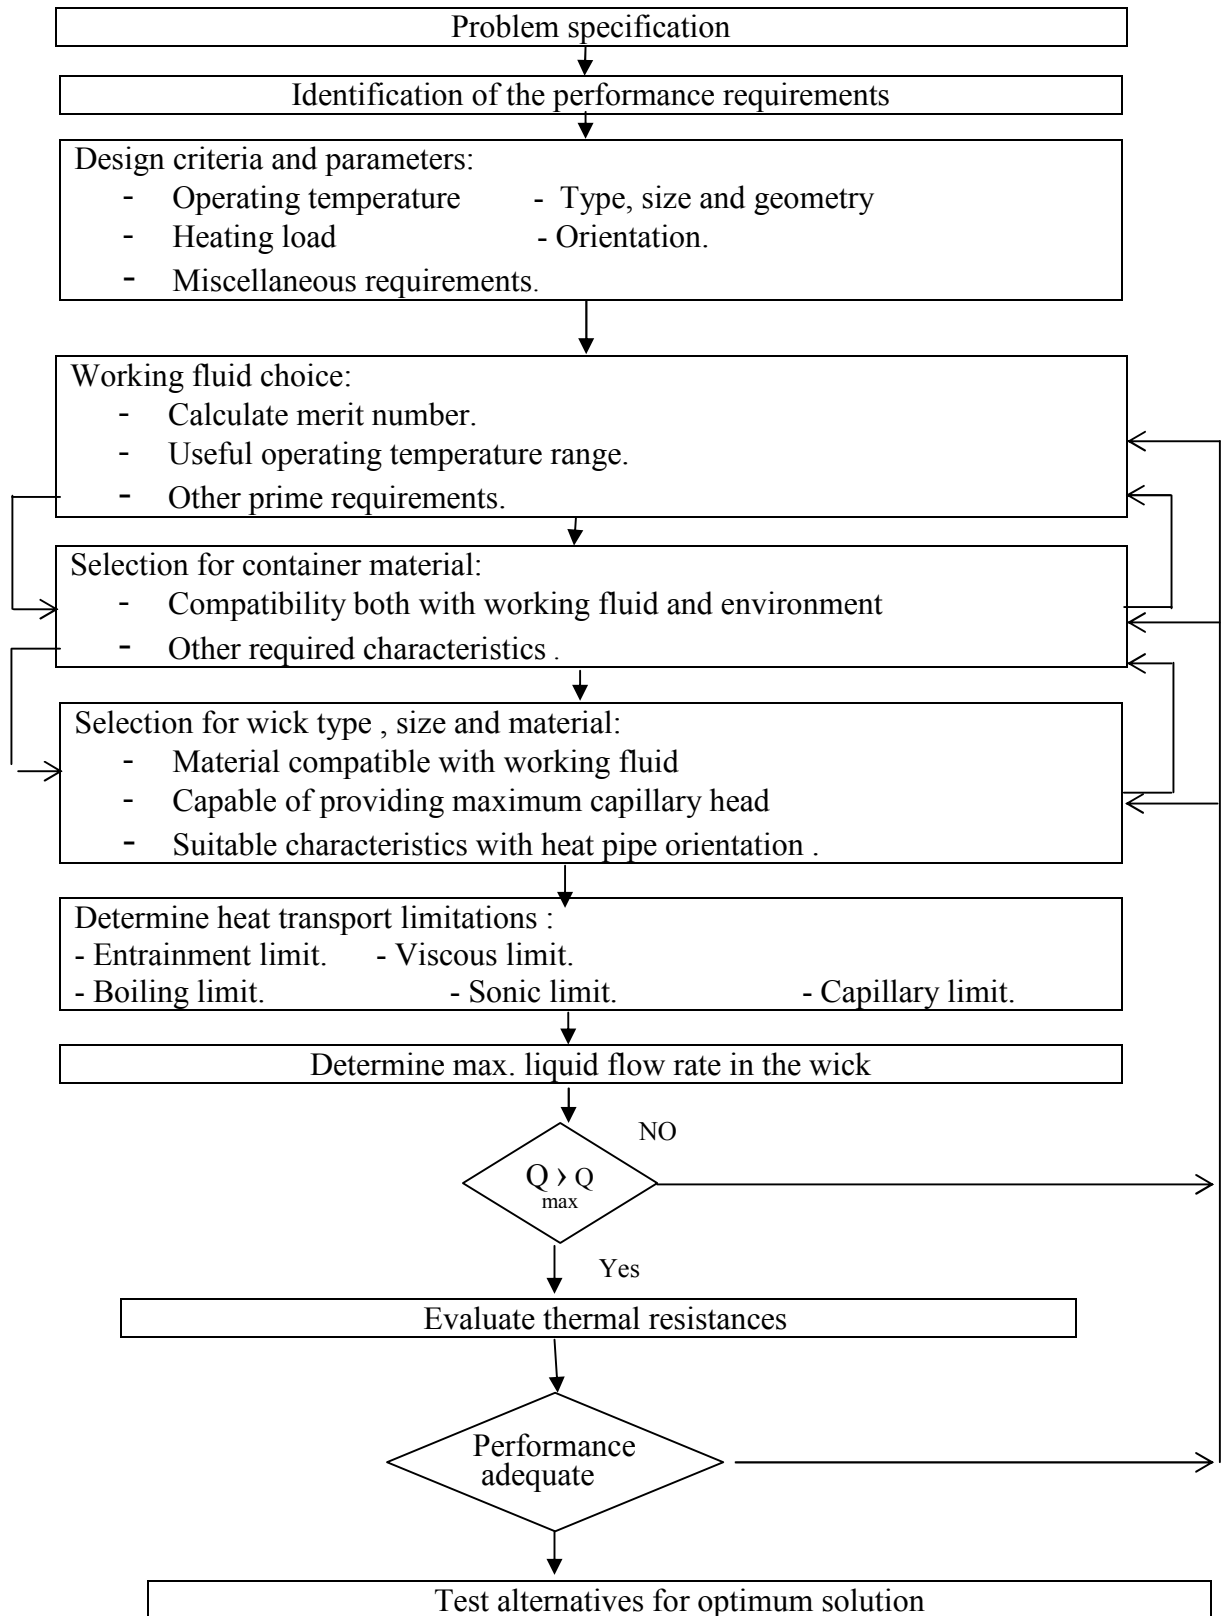 Problem specification
Identification of the performance requirements
Design criteria and parameters:
- Operating temperature - Type, size and geometry
- Heating load - Orientation.
- Miscellaneous requirements.
Working fluid choice:
- Calculate merit number.
- Useful operating temperature range.
- Other prime requirements.
Selection for container material:
- Compatibility both with working fluid and environment
- Other required characteristics .
Selection for wick type , size and material:
- Material compatible with working fluid
- Capable of providing maximum capillary head
- Suitable characteristics with heat pipe orientation .
Determine heat transport limitations :
- Entrainment limit. - Viscous limit.
- Boiling limit. - Sonic limit. - Capillary limit.
Determine max. liquid flow rate in the wick
NO
Q › Q
max
Yes
Evaluate thermal resistances
Performance
adequate
Test alternatives for optimum solution